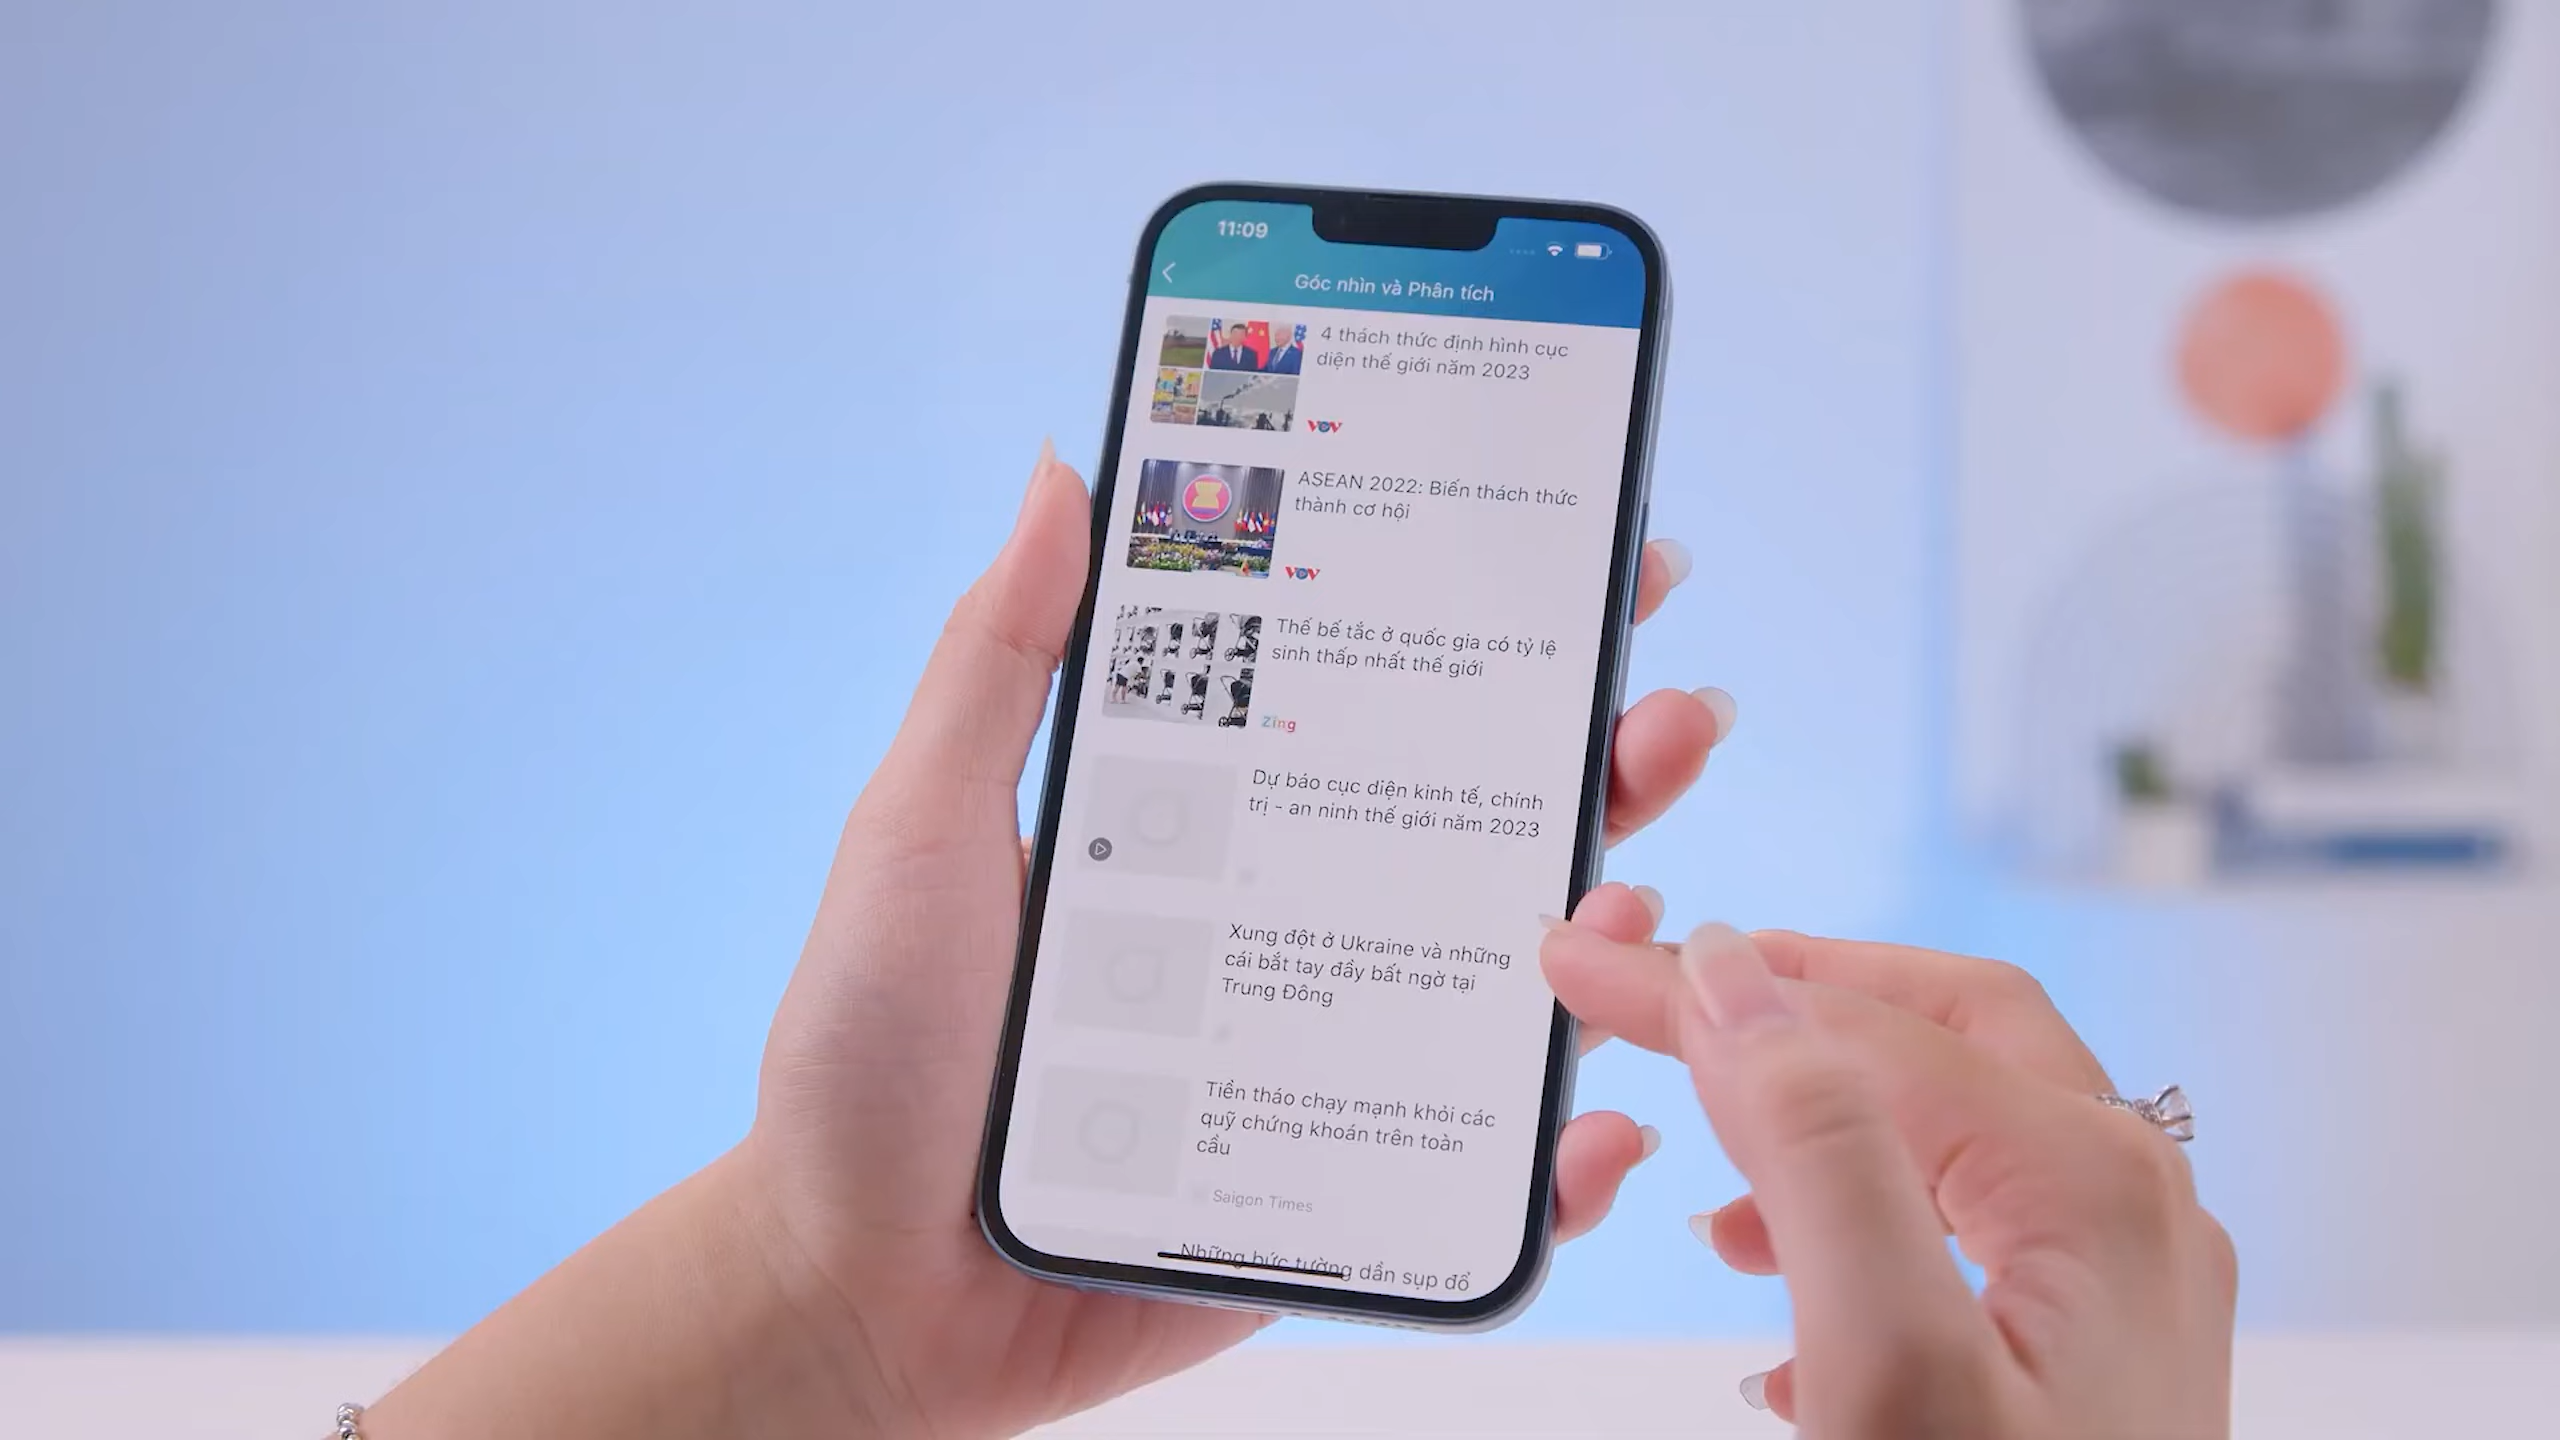 11:09
Góc nhìn và Phân tích
4 thách thức định hình cục
diện thế giới năm 2023
VOV
ASEAN 2022: Biến thách thức
thành cơ hội
VOV
Thế bế tắc ở quốc gia có tỷ lệ
sinh thấp nhất thế giới
Zing
Dự báo cục diện kinh tế, chính
trị - an ninh thế giới năm 2023
Xung đột ở Ukraine và những
cái bắt tay đầy bất ngờ tại
Trung Đông
Tiền tháo chạy mạnh khỏi các
quỹ chứng khoán trên toàn
cầu
Saigon Times
Những bức tường dần sụp đổ